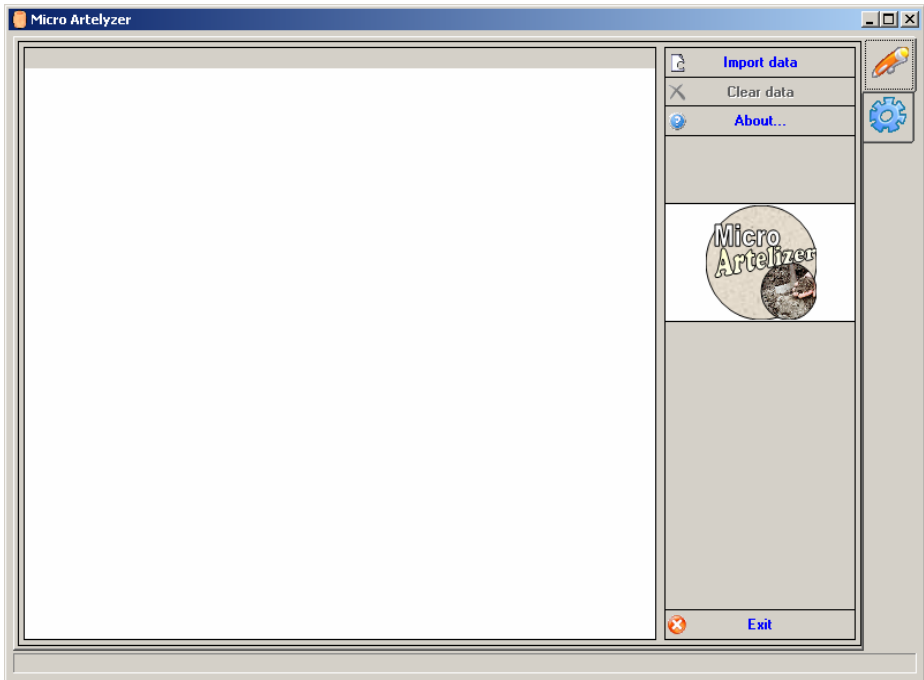 Micro Artelyzer
Import data
Clear data
About...
Micro
Artelizer
Exit